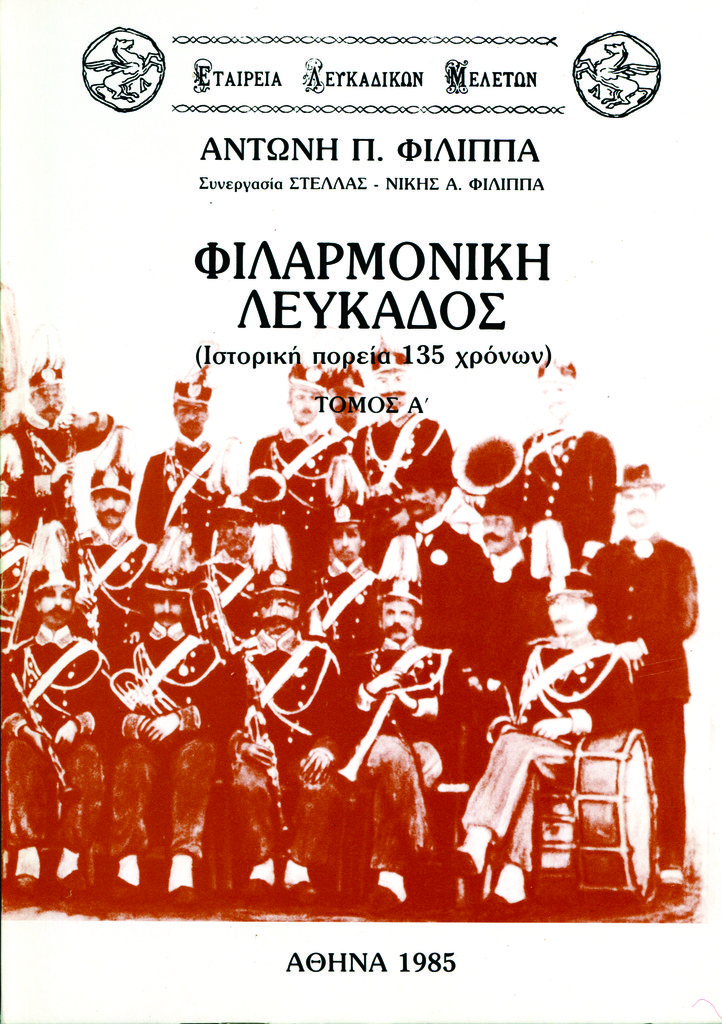 ΕΤΑΙΡΕΙΑ ΛΕΥΚΑΔΙΚΩΝ ΜΕΛΕΤΩΝ
ΑΝΤΩΝΗ Π. ΦΙΛΙΠΠΑ
Συνεργασία ΣΤΕΛΛΑΣ - ΝΙΚΗΣ Α. ΦΙΛΙΠΠΑ
ΦΙΛΑΡΜΟΝΙΚΗ
ΛΕΥΚΑΔΟΣ
(Ιστορική πορεία 135 χρόνων)
ΤΟΜΟΣ Α′
ΑΘΗΝΑ 1985